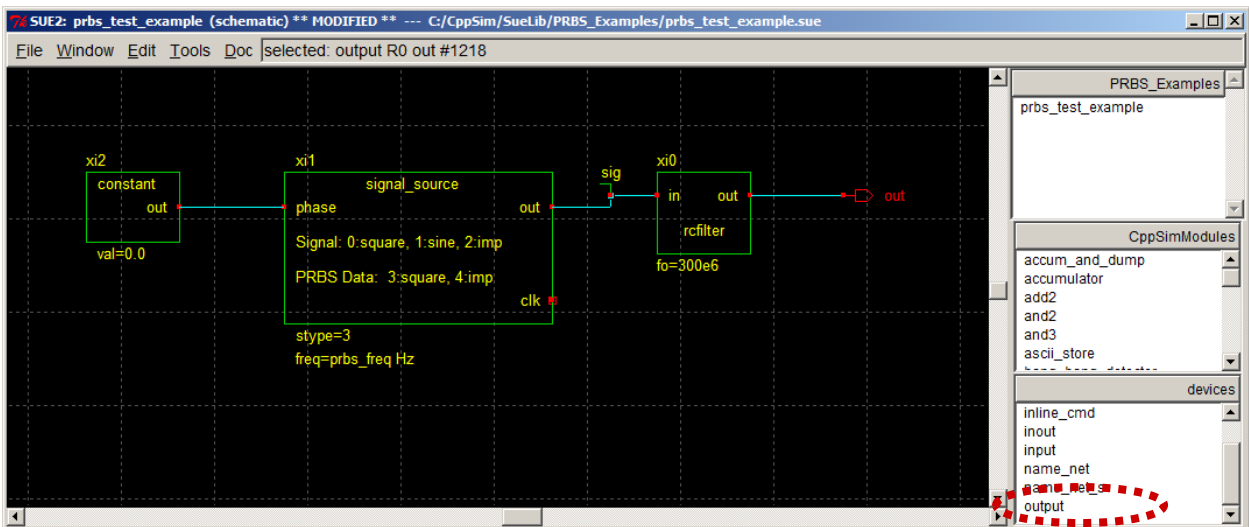 SUE2: prbs_test_example (schematic) ** MODIFIED ** --- C:/CppSim/SueLib/PRBS_Examples/prbs_test_example.sue
File Window Edit Tools Doc selected: output R0 out #1218
xi2
constant
out
val=0.0
xi1
signal_source
phase
out
Signal: 0:square, 1:sine, 2:imp
PRBS Data: 3:square, 4:imp
clk
stype=3
freq=prbs_freq Hz
sig
xi0
in
out
rcfilter
fo=300e6
out
PRBS_Examples
prbs_test_example
CppSimModules
accum_and_dump
accumulator
add2
and2
and3
ascii_store
devices
inline_cmd
inout
input
name_net
name_net_s
output